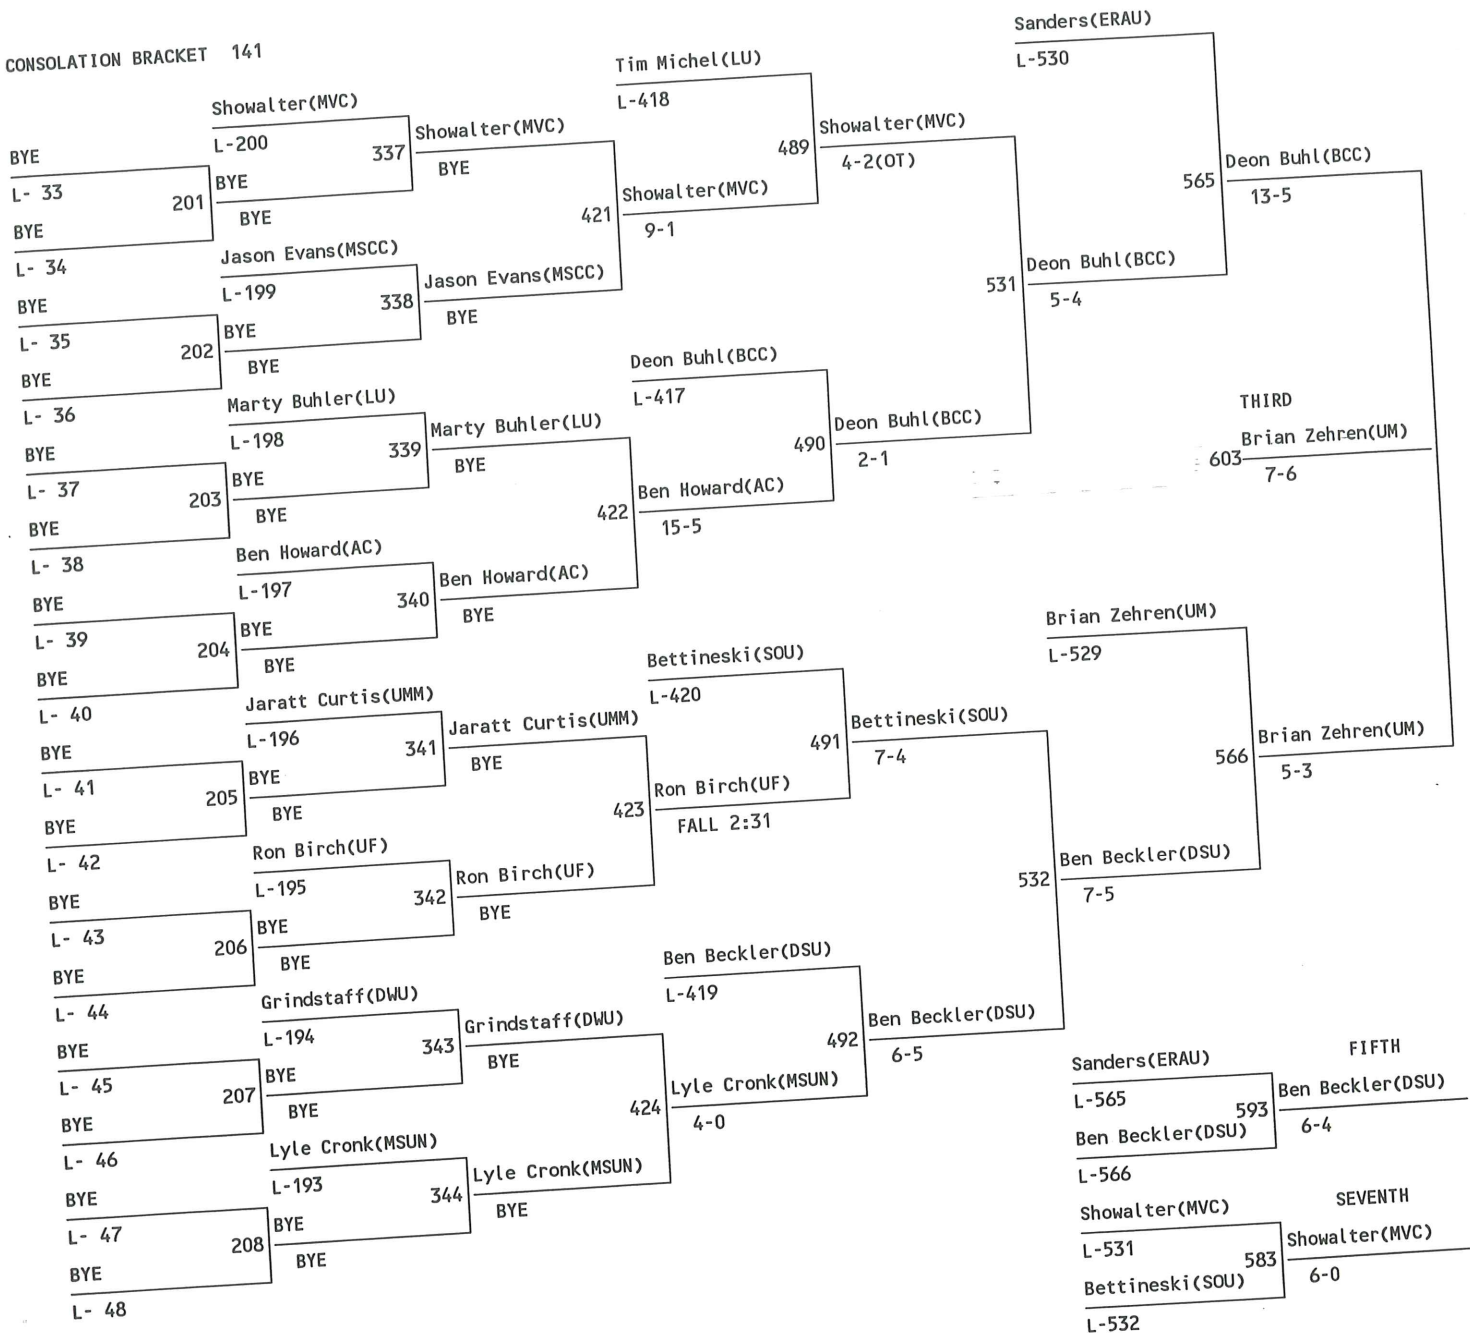 CONSOLATION BRACKET 141
BYE
L- 33
BYE
L- 34
BYE
L- 35
BYE
L- 36
BYE
L- 37
BYE
L- 38
BYE
L- 39
BYE
L- 40
BYE
L- 41
BYE
L- 42
BYE
L- 43
BYE
L- 44
BYE
L- 45
BYE
L- 46
BYE
L- 47
BYE
L- 48
201
202
203
204
205
206
207
208
Showalter(MVC)
L-200
337
BYE
BYE
Jason Evans(MSCC)
L-199
338
BYE
BYE
Marty Buhler(LU)
L-198
339
BYE
BYE
Ben Howard(AC)
L-197
340
BYE
BYE
Jaratt Curtis(UMM)
L-196
341
BYE
BYE
Ron Birch(UF)
L-195
342
BYE
BYE
Grindstaff(DWU)
L-194
343
BYE
BYE
Lyle Cronk(MSUN)
L-193
344
BYE
BYE
Showalter(MVC)
BYE
421
Jason Evans(MSCC)
BYE
Marty Buhler(LU)
BYE
422
Ben Howard(AC)
BYE
Jaratt Curtis(UMM)
BYE
423
Ron Birch(UF)
BYE
Grindstaff(DWU)
BYE
424
Lyle Cronk(MSUN)
BYE
Tim Michel(LU)
L-418
489
Showalter(MVC)
9-1
Deon Buhl(BCC)
L-417
490
Ben Howard(AC)
15-5
Bettineski(SOU)
L-420
491
Ron Birch(UF)
FALL 2:31
Ben Beckler(DSU)
L-419
492
Lyle Cronk(MSUN)
4-0
Showalter(MVC)
4-2(OT)
531
Deon Buhl(BCC)
2-1
Bettineski(SOU)
7-4
532
Ben Beckler(DSU)
6-5
Sanders(ERAU)
L-530
565
Deon Buhl(BCC)
5-4
Brian Zehren(UM)
L-529
566
Ben Beckler(DSU)
7-5
Deon Buhl(BCC)
13-5
THIRD
603
Brian Zehren(UM)
7-6
Brian Zehren(UM)
5-3
FIFTH
Sanders(ERAU)
L-565
593
Ben Beckler(DSU)
L-566
Ben Beckler(DSU)
6-4
SEVENTH
Showalter(MVC)
L-531
583
Bettineski(SOU)
L-532
Showalter(MVC)
6-0